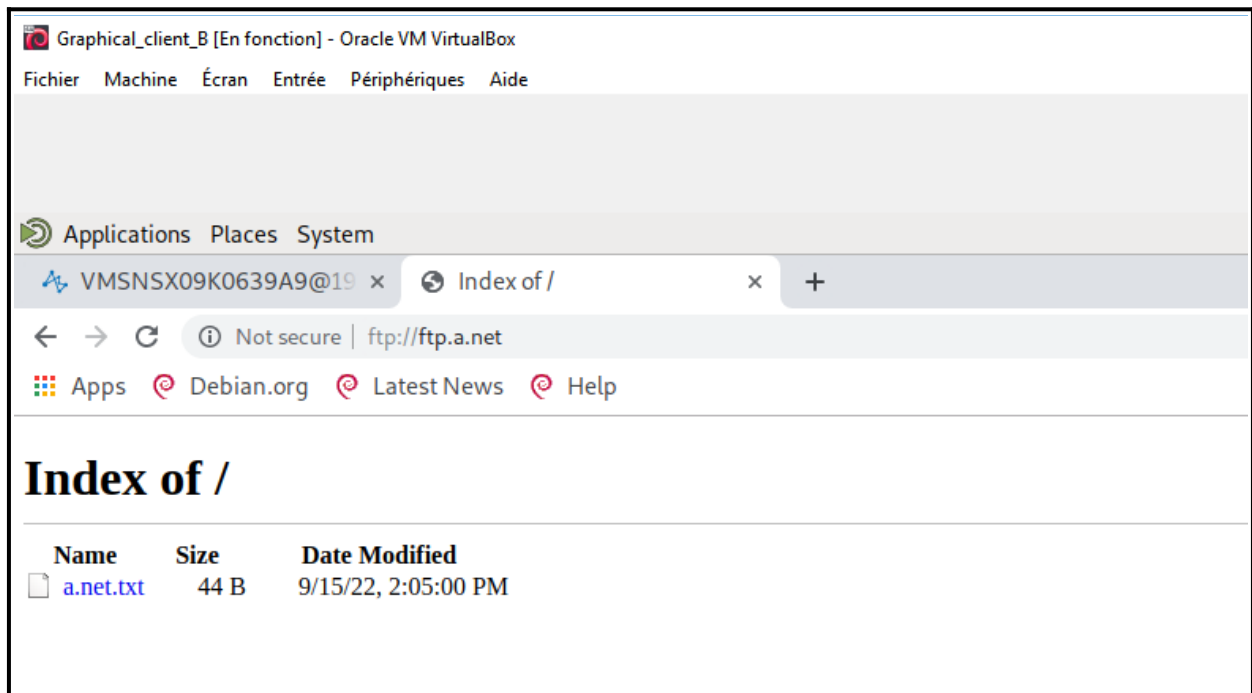 Graphical_client_B [En fonction] - Oracle VM VirtualBox
Fichier Machine Écran Entrée Périphériques Aide
Applications Places System
VMSNSX09K0639A9@19 Index of /
Not secure ftp://ftp.a.net
Apps Debian.org Latest News Help
Index of /
Name Size Date Modified
a.net.txt 44 B 9/15/22, 2:05:00 PM